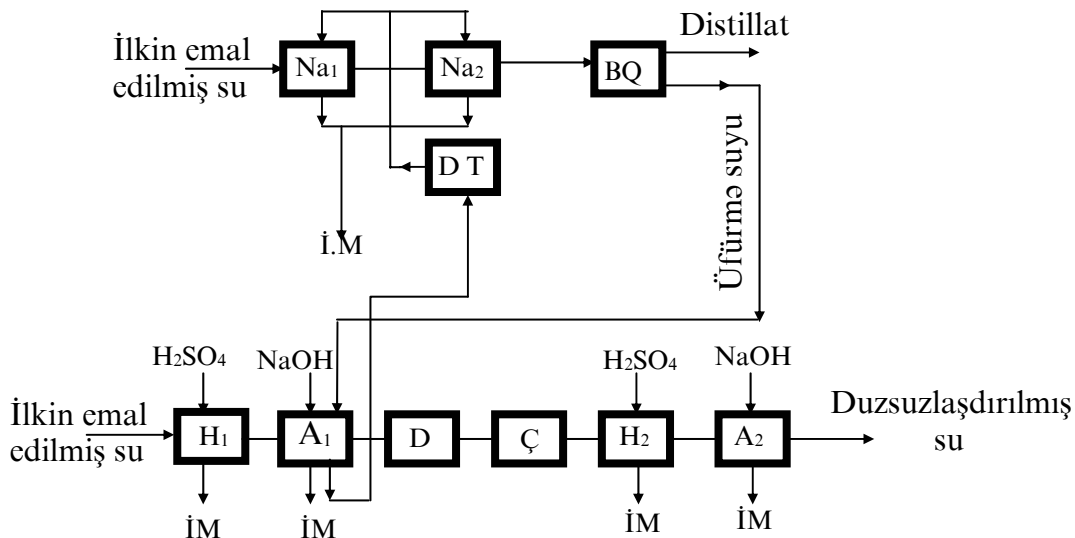 Distillat
İlkin emal
edilmiş su
Na₁
Na₂
BQ
Üfürmə suyu
D T
İ.M
H₂SO₄
NaOH
H₂SO₄
NaOH
İlkin emal
edilmiş su
H₁
A₁
D
Ç
H₂
A₂
Duzsuzlaşdırılmış
su
İM
İM
İM
İM